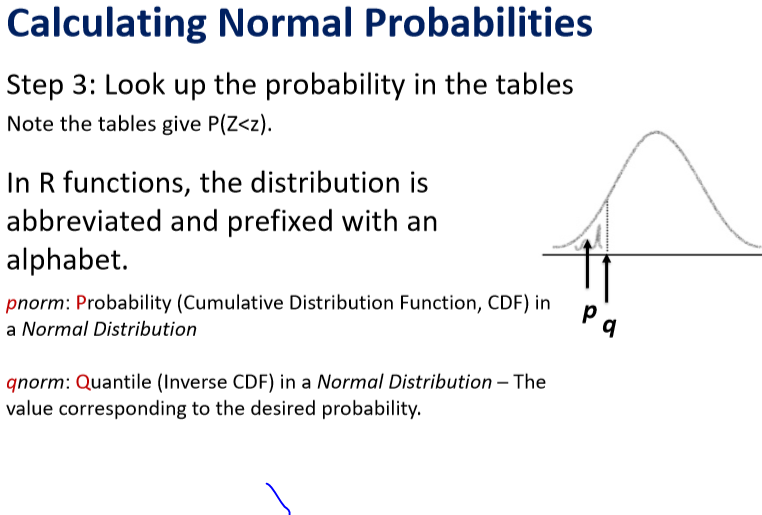 Calculating Normal Probabilities
Step 3: Look up the probability in the tables
Note the tables give P(Z<z).
In R functions, the distribution is
abbreviated and prefixed with an
alphabet.
pnorm: Probability (Cumulative Distribution Function, CDF) in
a Normal Distribution
qnorm: Quantile (Inverse CDF) in a Normal Distribution – The
value corresponding to the desired probability.
p
q